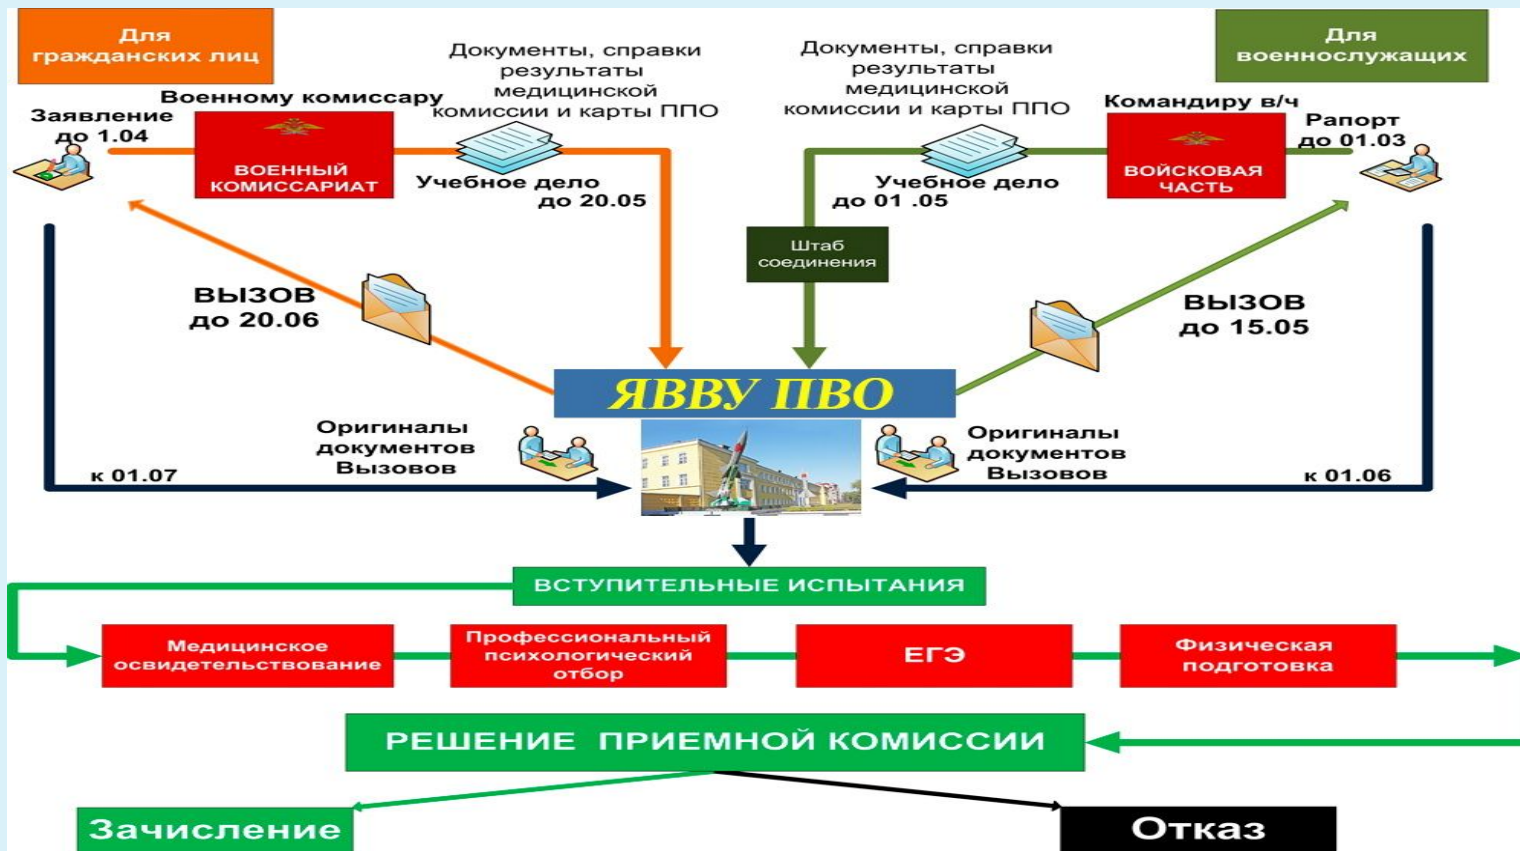 Для
гражданских лиц
Документы, справки
результаты
медицинской
комиссии и карты ППО
Документы, справки
результаты
медицинской
комиссии и карты ППО
Для
военнослужащих
Заявление
до 1.04
Военному комиссару
ВОЕННЫЙ
КОМИССАРИАТ
Учебное дело
до 20.05
Учебное дело
до 01 .05
Командиру в/ч
ВОЙСКОВАЯ
ЧАСТЬ
Рапорт
до 01.03
Штаб
соединения
ВЫЗОВ
до 20.06
ВЫЗОВ
до 15.05
ЯВВУ ПВО
Оригиналы
документов
Вызовов
к 01.07
Оригиналы
документов
Вызовов
к 01.06
ВСТУПИТЕЛЬНЫЕ ИСПЫТАНИЯ
Медицинское
освидетельствование
Профессиональный
психологический
отбор
ЕГЭ
Физическая
подготовка
РЕШЕНИЕ ПРИЕМНОЙ КОМИССИИ
Зачисление
Отказ